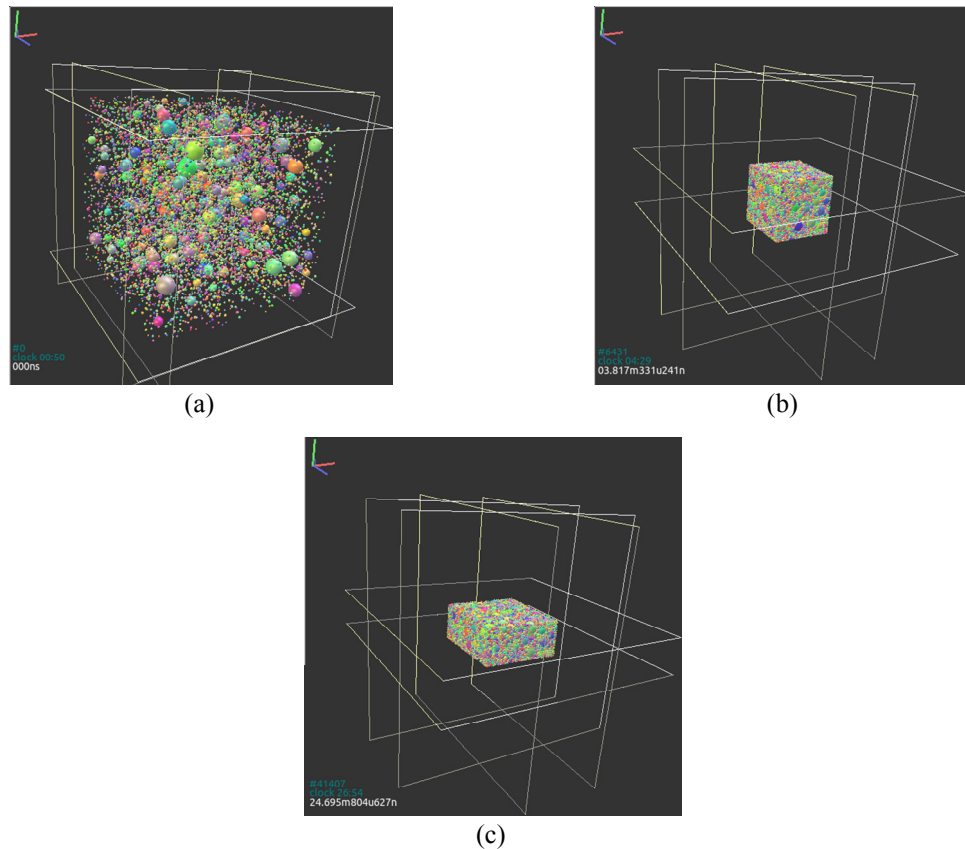 #0
clock 00:50
000ns
(a)
#6431
clock 04:29
03.817m331u241n
(b)
#41407
clock 26:54
24.695m804u627n
(c)